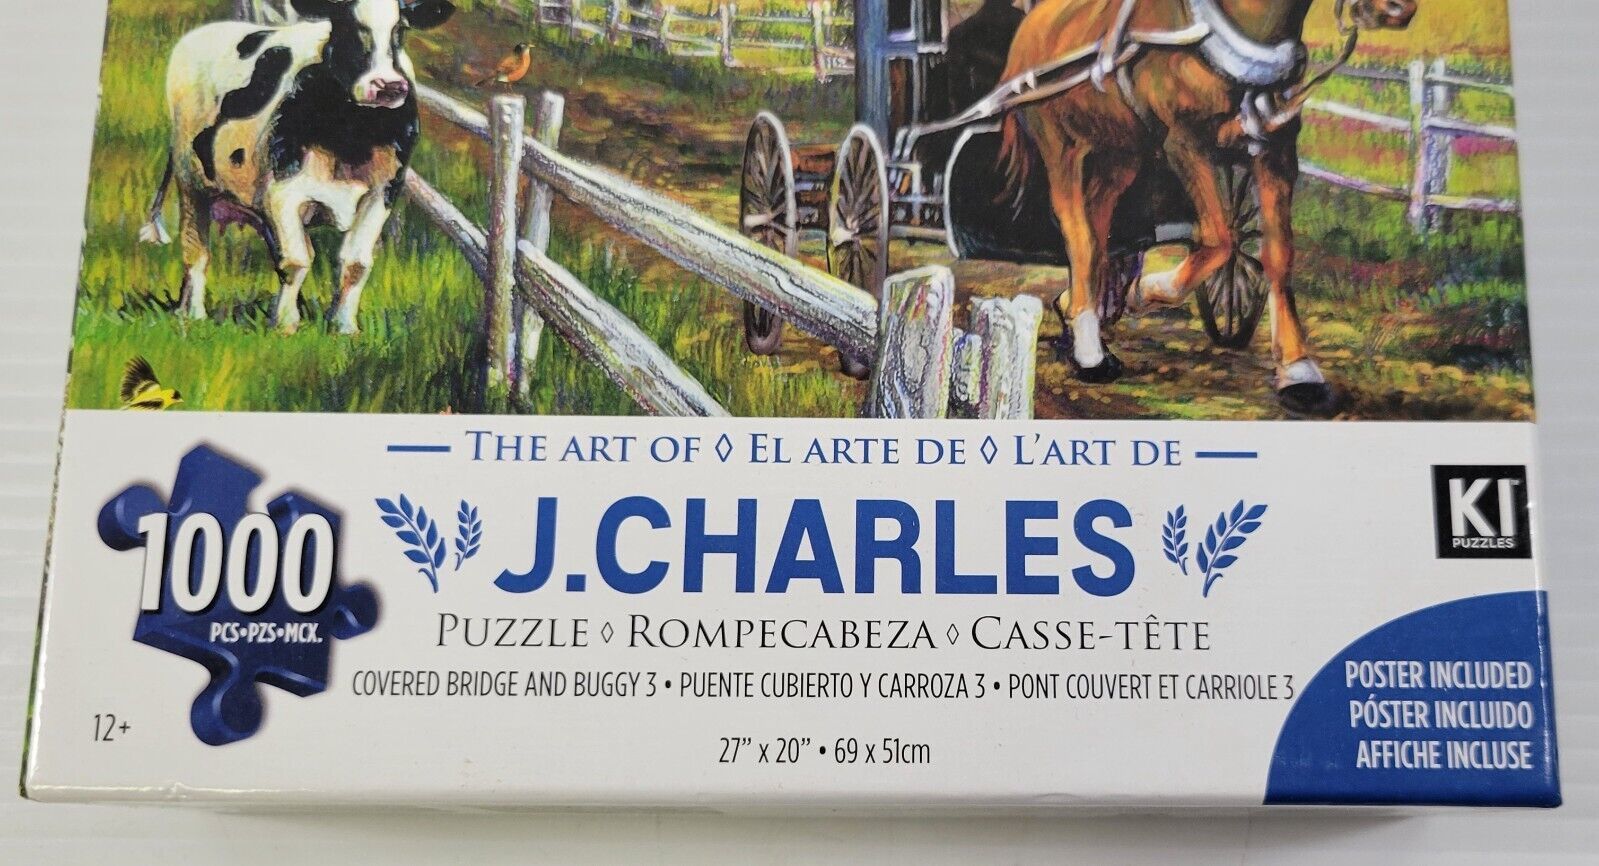 THE ART OF ◊ EL ARTE DE ◊ L'ART DE
J.CHARLES
PUZZLE ◊ ROMPECABEZA ◊ CASSE-TÊTE
COVERED BRIDGE AND BUGGY 3 • PUENTE CUBIERTO Y CARROZA 3 • PONT COUVERT ET CARRIOLE 3
27” x 20” • 69 x 51cm
1000
PCS•PZS•MCX.
12+
KI™
PUZZLES
POSTER INCLUDED
PÓSTER INCLUIDO
AFFICHE INCLUSE